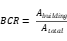 BCR = A_building / A_total